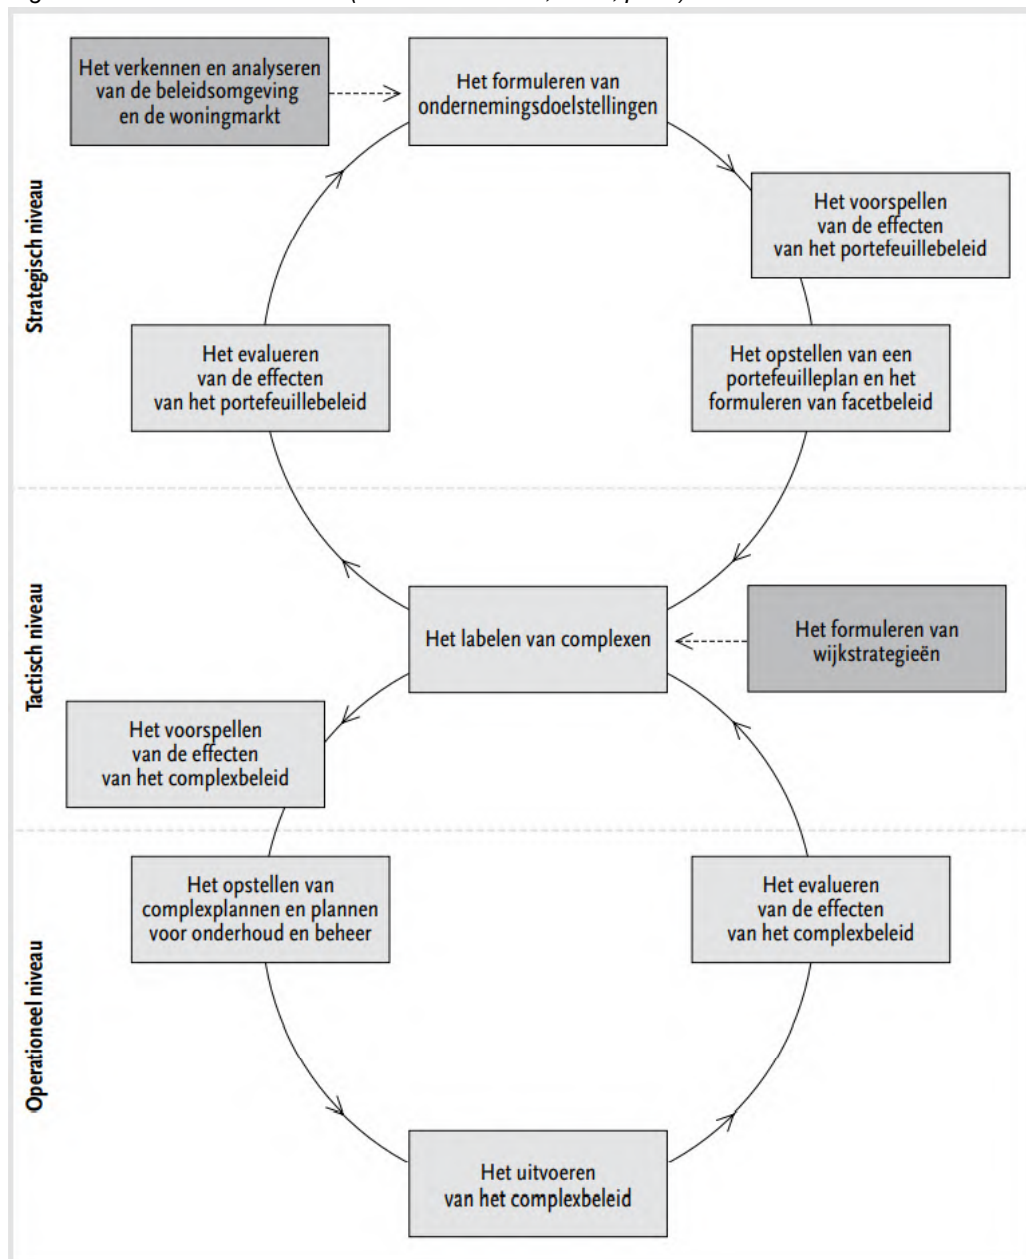 Het verkennen en analyseren
van de beleidsomgeving
en de woningmarkt
Het formuleren van
ondernemingsdoelstellingen
Het voorspellen
van de effecten
van het portefeuillebeleid
Strategisch niveau
Het evalueren
van de effecten
van het portefeuillebeleid
Het opstellen van een
portefeuilleplan en het
formuleren van facetbeleid
Tactisch niveau
Het labelen van complexen
Het formuleren van
wijkstrategieën
Het voorspellen
van de effecten
van het complexbeleid
Operationeel niveau
Het opstellen van
complexplannen en plannen
voor onderhoud en beheer
Het evalueren
van de effecten
van het complexbeleid
Het uitvoeren
van het complexbeleid